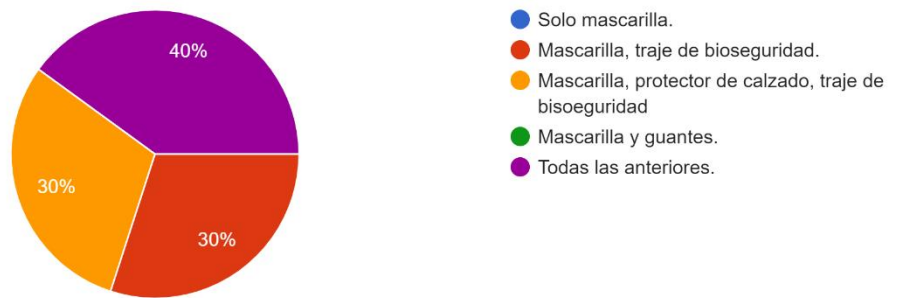 40%
30%
30%
Solo mascarilla.
Mascarilla, traje de bioseguridad.
Mascarilla, protector de calzado, traje de
bisoeguridad
Mascarilla y guantes.
Todas las anteriores.